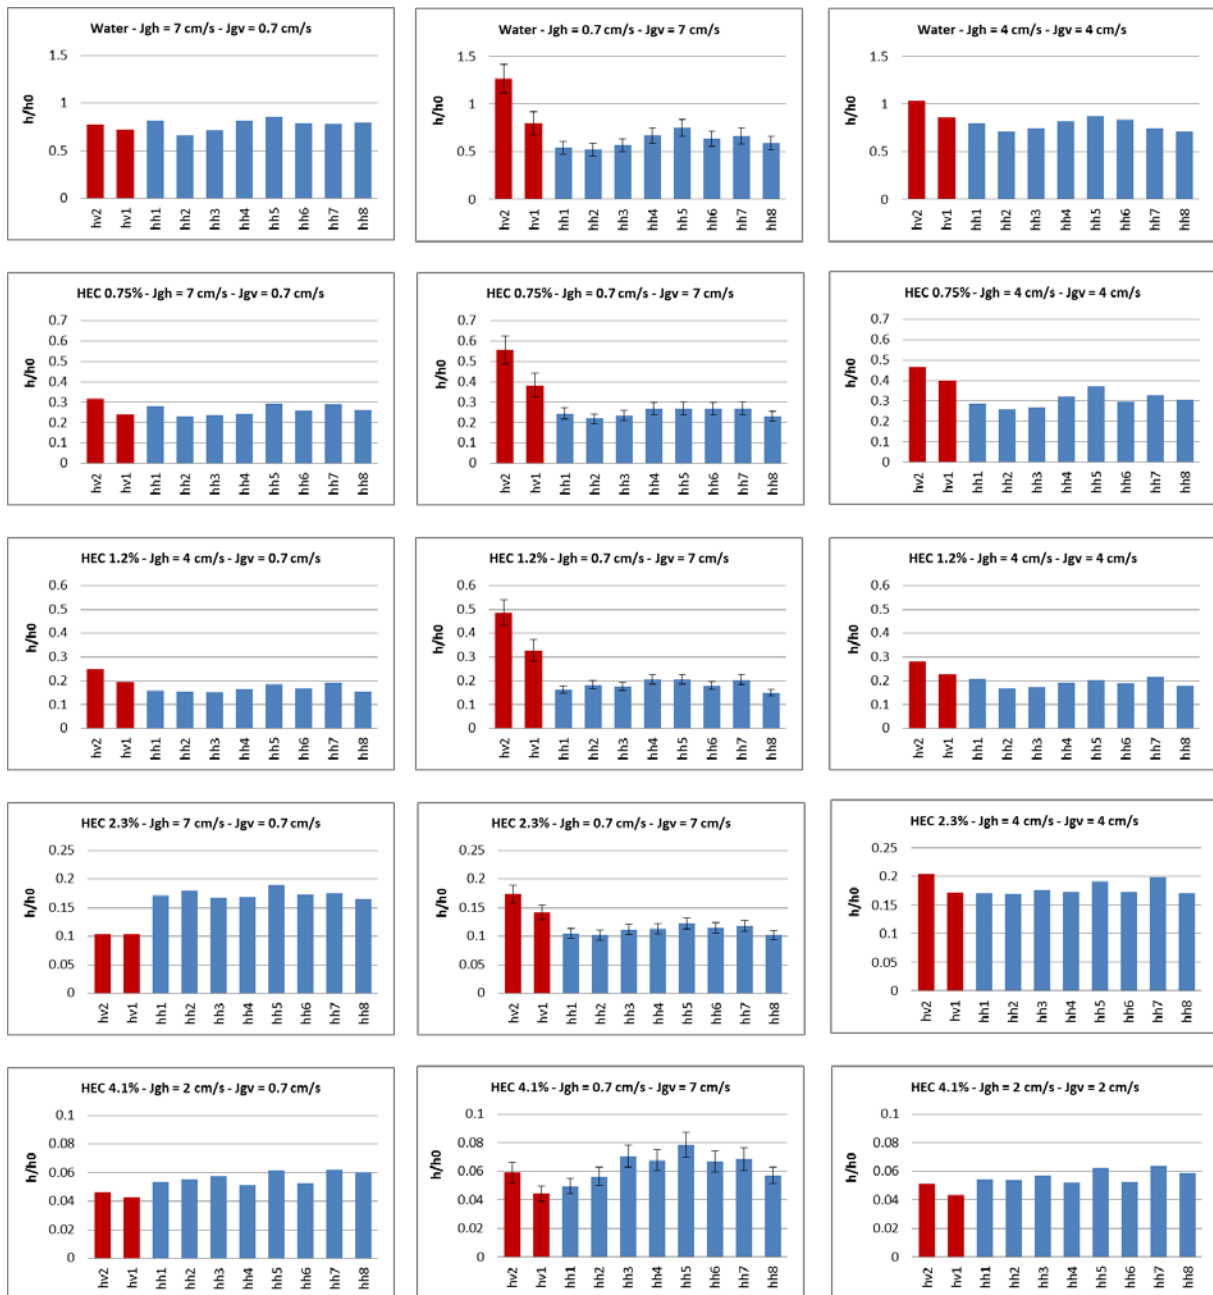 Water - Jgh = 7 cm/s - Jgv = 0.7 cm/s
h/h0
1.5
1
0.5
0
hv2 hv1 hh1 hh2 hh3 hh4 hh5 hh6 hh7 hh8
Water - Jgh = 0.7 cm/s - Jgv = 7 cm/s
h/h0
1.5
1
0.5
0
hv2 hv1 hh1 hh2 hh3 hh4 hh5 hh6 hh7 hh8
Water - Jgh = 4 cm/s - Jgv = 4 cm/s
h/h0
1.5
1
0.5
0
hv2 hv1 hh1 hh2 hh3 hh4 hh5 hh6 hh7 hh8
HEC 0.75% - Jgh = 7 cm/s - Jgv = 0.7 cm/s
h/h0
0.7
0.6
0.5
0.4
0.3
0.2
0.1
0
hv2 hv1 hh1 hh2 hh3 hh4 hh5 hh6 hh7 hh8
HEC 0.75% - Jgh = 0.7 cm/s - Jgv = 7 cm/s
h/h0
0.7
0.6
0.5
0.4
0.3
0.2
0.1
0
hv2 hv1 hh1 hh2 hh3 hh4 hh5 hh6 hh7 hh8
HEC 0.75% - Jgh = 4 cm/s - Jgv = 4 cm/s
h/h0
0.7
0.6
0.5
0.4
0.3
0.2
0.1
0
hv2 hv1 hh1 hh2 hh3 hh4 hh5 hh6 hh7 hh8
HEC 1.2% - Jgh = 4 cm/s - Jgv = 0.7 cm/s
h/h0
0.6
0.5
0.4
0.3
0.2
0.1
0
hv2 hv1 hh1 hh2 hh3 hh4 hh5 hh6 hh7 hh8
HEC 1.2% - Jgh = 0.7 cm/s - Jgv = 7 cm/s
h/h0
0.6
0.5
0.4
0.3
0.2
0.1
0
hv2 hv1 hh1 hh2 hh3 hh4 hh5 hh6 hh7 hh8
HEC 1.2% - Jgh = 4 cm/s - Jgv = 4 cm/s
h/h0
0.6
0.5
0.4
0.3
0.2
0.1
0
hv2 hv1 hh1 hh2 hh3 hh4 hh5 hh6 hh7 hh8
HEC 2.3% - Jgh = 7 cm/s - Jgv = 0.7 cm/s
h/h0
0.25
0.2
0.15
0.1
0.05
0
hv2 hv1 hh1 hh2 hh3 hh4 hh5 hh6 hh7 hh8
HEC 2.3% - Jgh = 0.7 cm/s - Jgv = 7 cm/s
h/h0
0.25
0.2
0.15
0.1
0.05
0
hv2 hv1 hh1 hh2 hh3 hh4 hh5 hh6 hh7 hh8
HEC 2.3% - Jgh = 4 cm/s - Jgv = 4 cm/s
h/h0
0.25
0.2
0.15
0.1
0.05
0
hv2 hv1 hh1 hh2 hh3 hh4 hh5 hh6 hh7 hh8
HEC 4.1% - Jgh = 2 cm/s - Jgv = 0.7 cm/s
h/h0
0.1
0.08
0.06
0.04
0.02
0
hv2 hv1 hh1 hh2 hh3 hh4 hh5 hh6 hh7 hh8
HEC 4.1% - Jgh = 0.7 cm/s - Jgv = 7 cm/s
h/h0
0.1
0.08
0.06
0.04
0.02
0
hv2 hv1 hh1 hh2 hh3 hh4 hh5 hh6 hh7 hh8
HEC 4.1% - Jgh = 2 cm/s - Jgv = 2 cm/s
h/h0
0.1
0.08
0.06
0.04
0.02
0
hv2 hv1 hh1 hh2 hh3 hh4 hh5 hh6 hh7 hh8